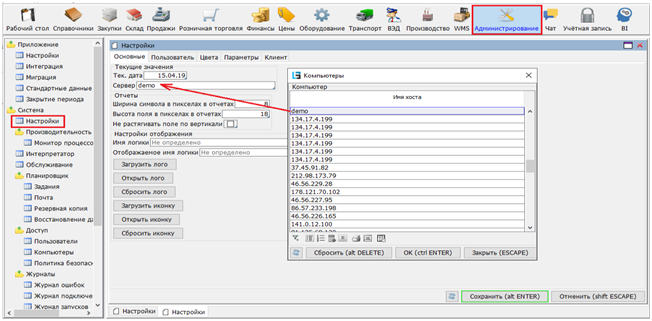 Рабочий стол Справочники Закупки Склад Продажи Розничная торговля Финансы Цены Оборудование Транспорт ВЭД Производство WMS Администрирование Чат Учётная запись BI
Приложение
Настройки
Интеграция
Миграция
Стандартные данные
Закрытие периода
Система
Настройки
Производительность
Монитор процессо
Интерпретатор
Обслуживание
Планировщик
Задания
Почта
Резервная копия
Восстановление да
Доступ
Пользователи
Компьютеры
Политика безопас
Журналы
Журнал ошибок
Журнал подключе
Журнал запусков
Настройки
Основные Пользователь Цвета Параметры Клиент
Текущие значения
Тек. дата 15.04.19
Сервер demo
Отчеты
Ширина символа в пикселах в отчетах 8
Высота поля в пикселах в отчетах 18
Не растягивать поле по вертикали
Настройки отображения
Имя логики Не определено
Отображаемое имя логики Не определено
Загрузить лого
Открыть лого
Сбросить лого
Загрузить иконку
Открыть иконку
Сбросить иконку
Компьютеры
Компьютер
Имя хоста
demo
134.17.4.199
134.17.4.199
134.17.4.199
134.17.4.199
134.17.4.199
134.17.4.199
37.45.91.82
212.98.173.79
46.56.229.28
178.121.70.102
46.56.227.95
86.57.233.198
46.56.226.165
141.0.12.100
Сбросить (alt DELETE) OK (ctrl ENTER) Закрыть (ESCAPE)
Сохранить (alt ENTER) Отменить (shift ESCAPE)
Настройки Настройки